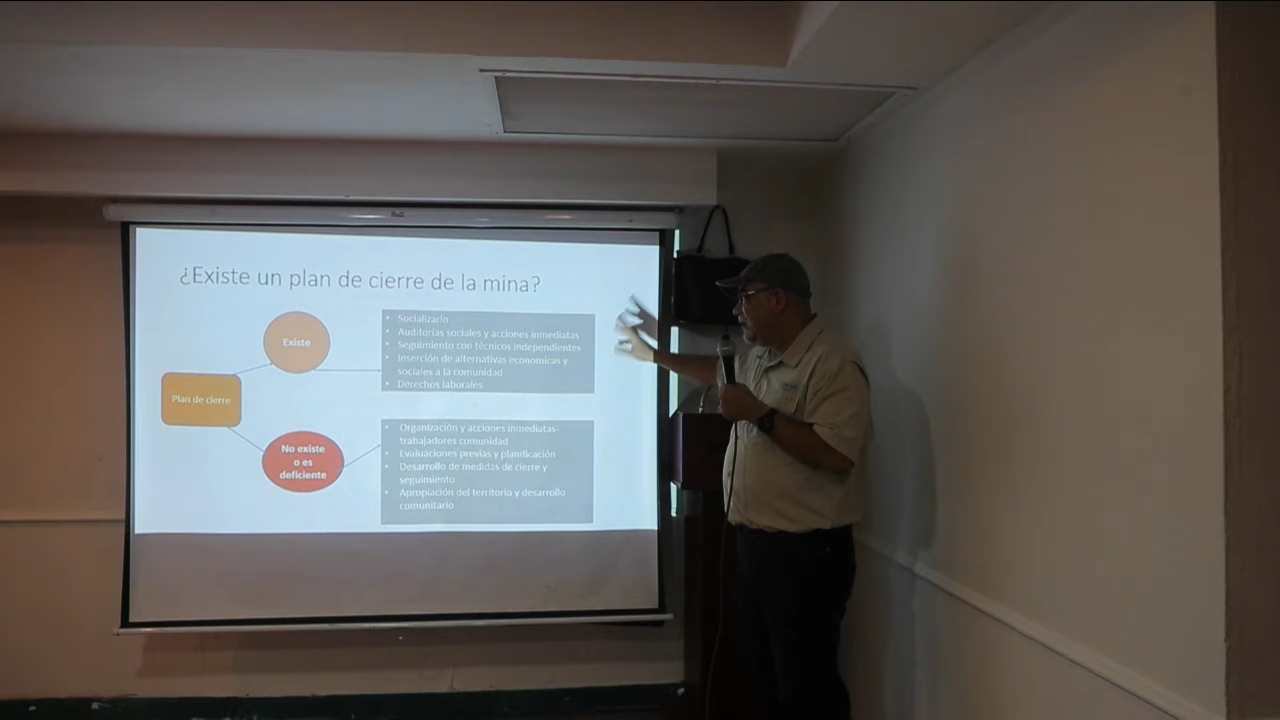 ¿Existe un plan de cierre de la mina?
Existe
• Socializarlo
• Auditorías sociales y acciones inmediatas
• Seguimiento con técnicos independientes
• Inserción de alternativas económicas y
sociales a la comunidad
• Derechos laborales
Plan de cierre
No existe
o es
deficiente
• Organización y acciones inmediatas-
trabajadores comunidad
• Evaluaciones previas y planificación
• Desarrollo de medidas de cierre y
seguimiento
• Apropiación del territorio y desarrollo
comunitario